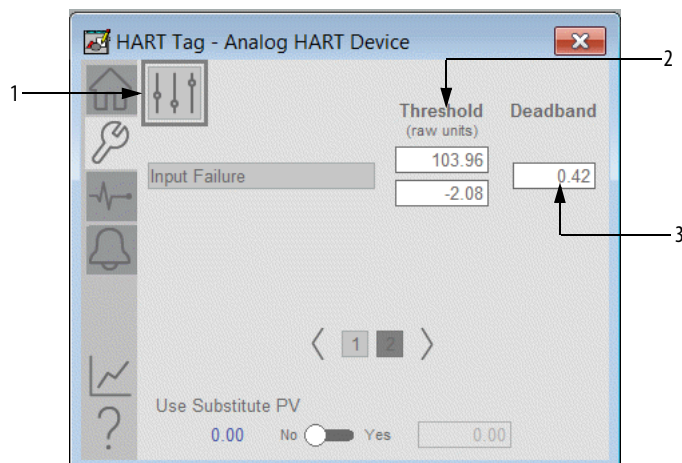 HART Tag - Analog HART Device
1
2
Threshold
(raw units)
Deadband
Input Failure
103.96
-2.08
0.42
3
1 2
Use Substitute PV
0.00 No Yes 0.00
?